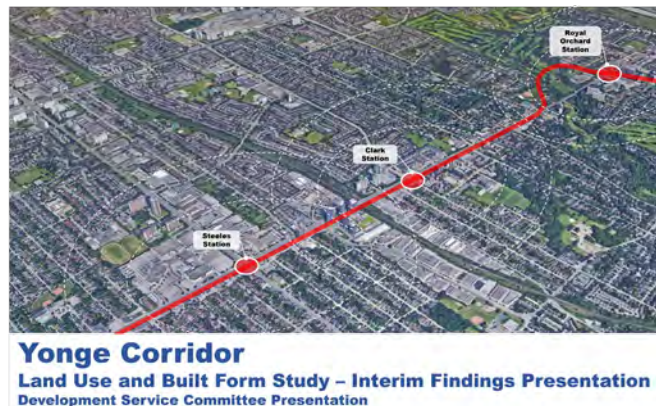 Royal
Orchard
Station
Clark
Station
Steeles
Station
Yonge Corridor
Land Use and Built Form Study – Interim Findings Presentation
Development Service Committee Presentation